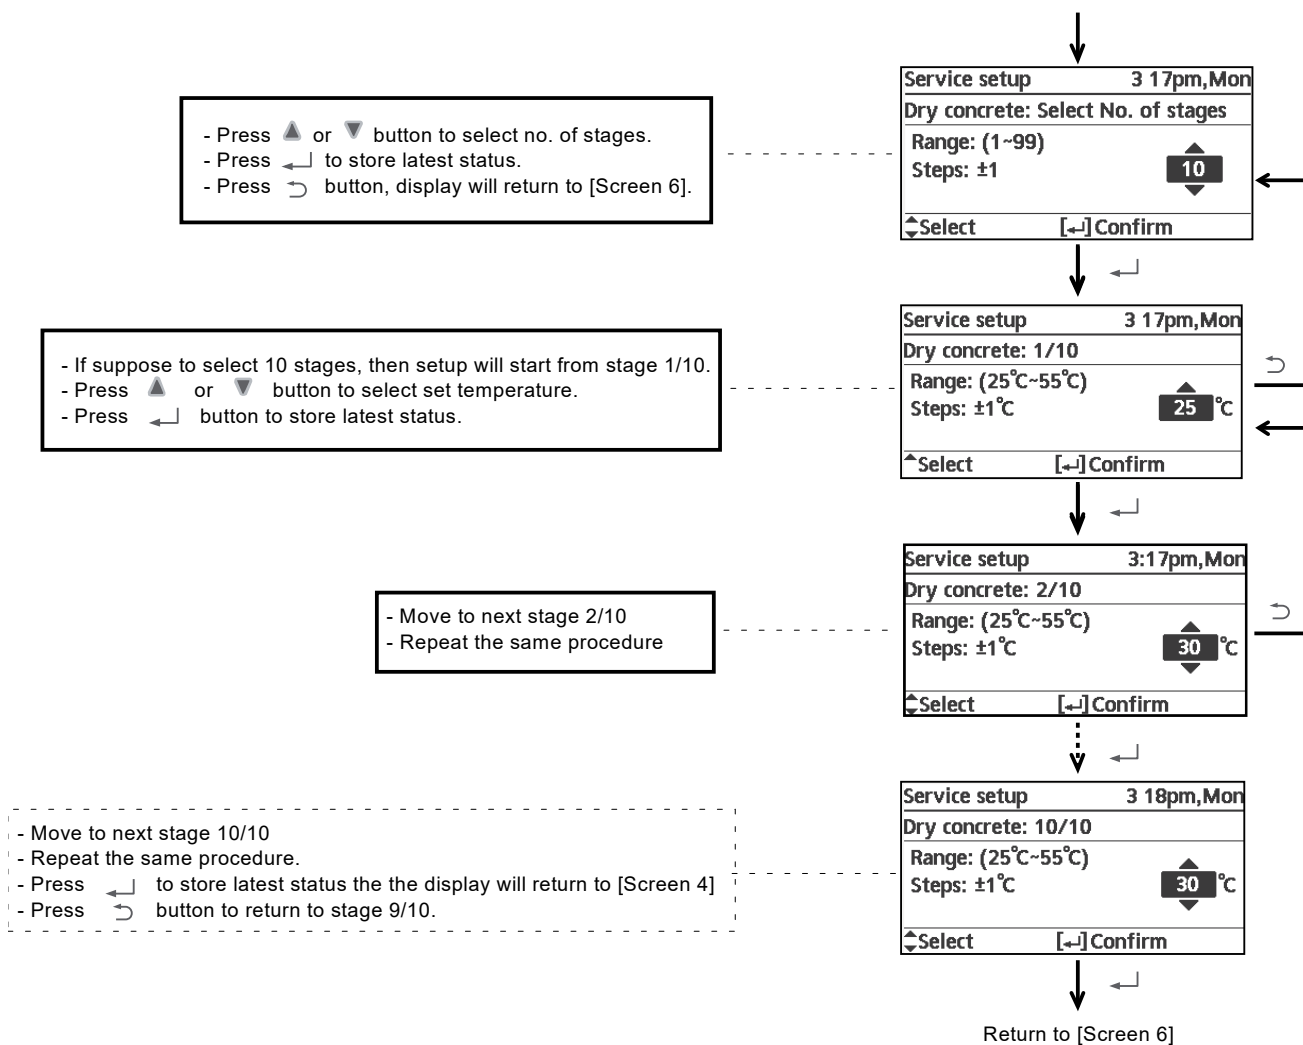 Service setup 3 17pm,Mon
Dry concrete: Select No. of stages
Range: (1~99)
Steps: ±1
10
Select [↵]Confirm
- Press ▲ or ▼ button to select no. of stages.
- Press ↵ to store latest status.
- Press ⮌ button, display will return to [Screen 6].
Service setup 3 17pm,Mon
Dry concrete: 1/10
Range: (25℃~55℃)
Steps: ±1℃
25 ℃
Select [↵]Confirm
- If suppose to select 10 stages, then setup will start from stage 1/10.
- Press ▲ or ▼ button to select set temperature.
- Press ↵ button to store latest status.
Service setup 3:17pm,Mon
Dry concrete: 2/10
Range: (25℃~55℃)
Steps: ±1℃
30 ℃
Select [↵]Confirm
- Move to next stage 2/10
- Repeat the same procedure
Service setup 3 18pm,Mon
Dry concrete: 10/10
Range: (25℃~55℃)
Steps: ±1℃
30 ℃
Select [↵]Confirm
- Move to next stage 10/10
- Repeat the same procedure.
- Press ↵ to store latest status the the display will return to [Screen 4]
- Press ⮌ button to return to stage 9/10.
Return to [Screen 6]